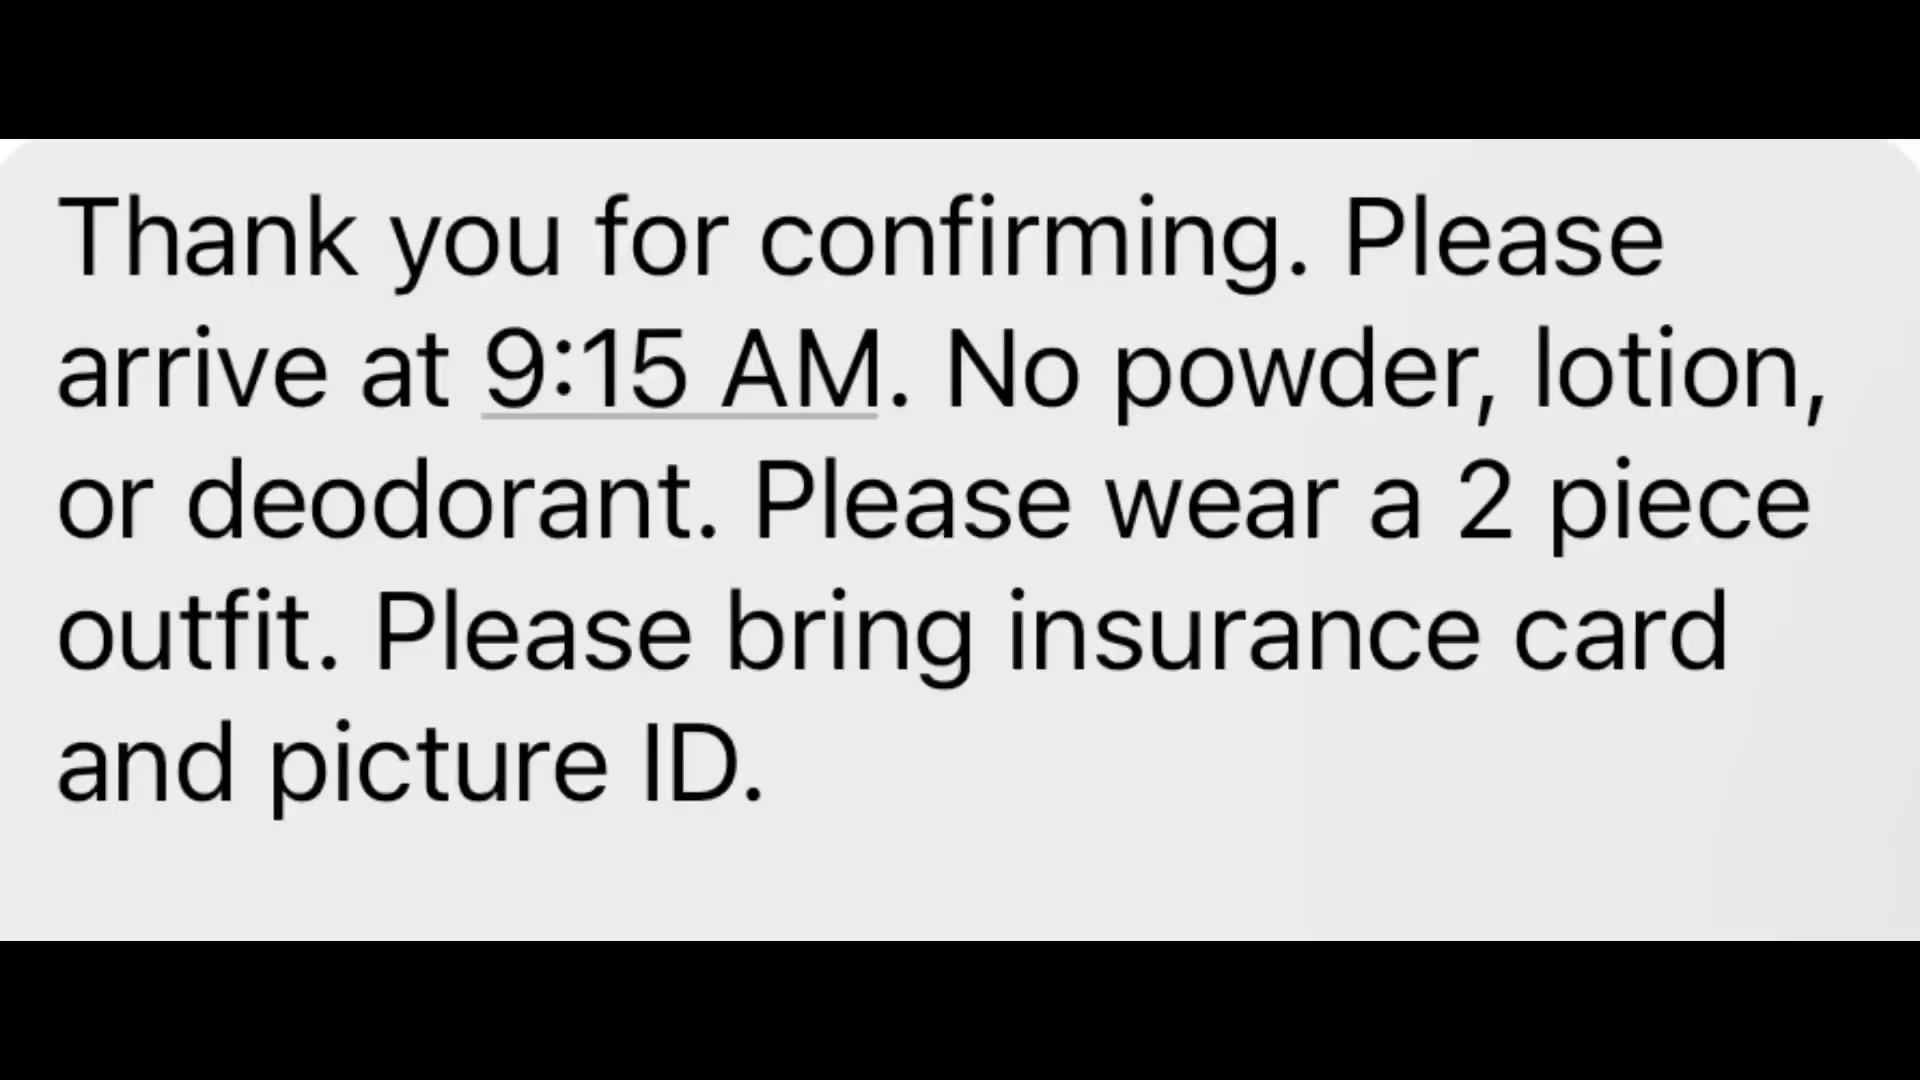 Thank you for confirming. Please
arrive at 9:15 AM. No powder, lotion,
or deodorant. Please wear a 2 piece
outfit. Please bring insurance card
and picture ID.